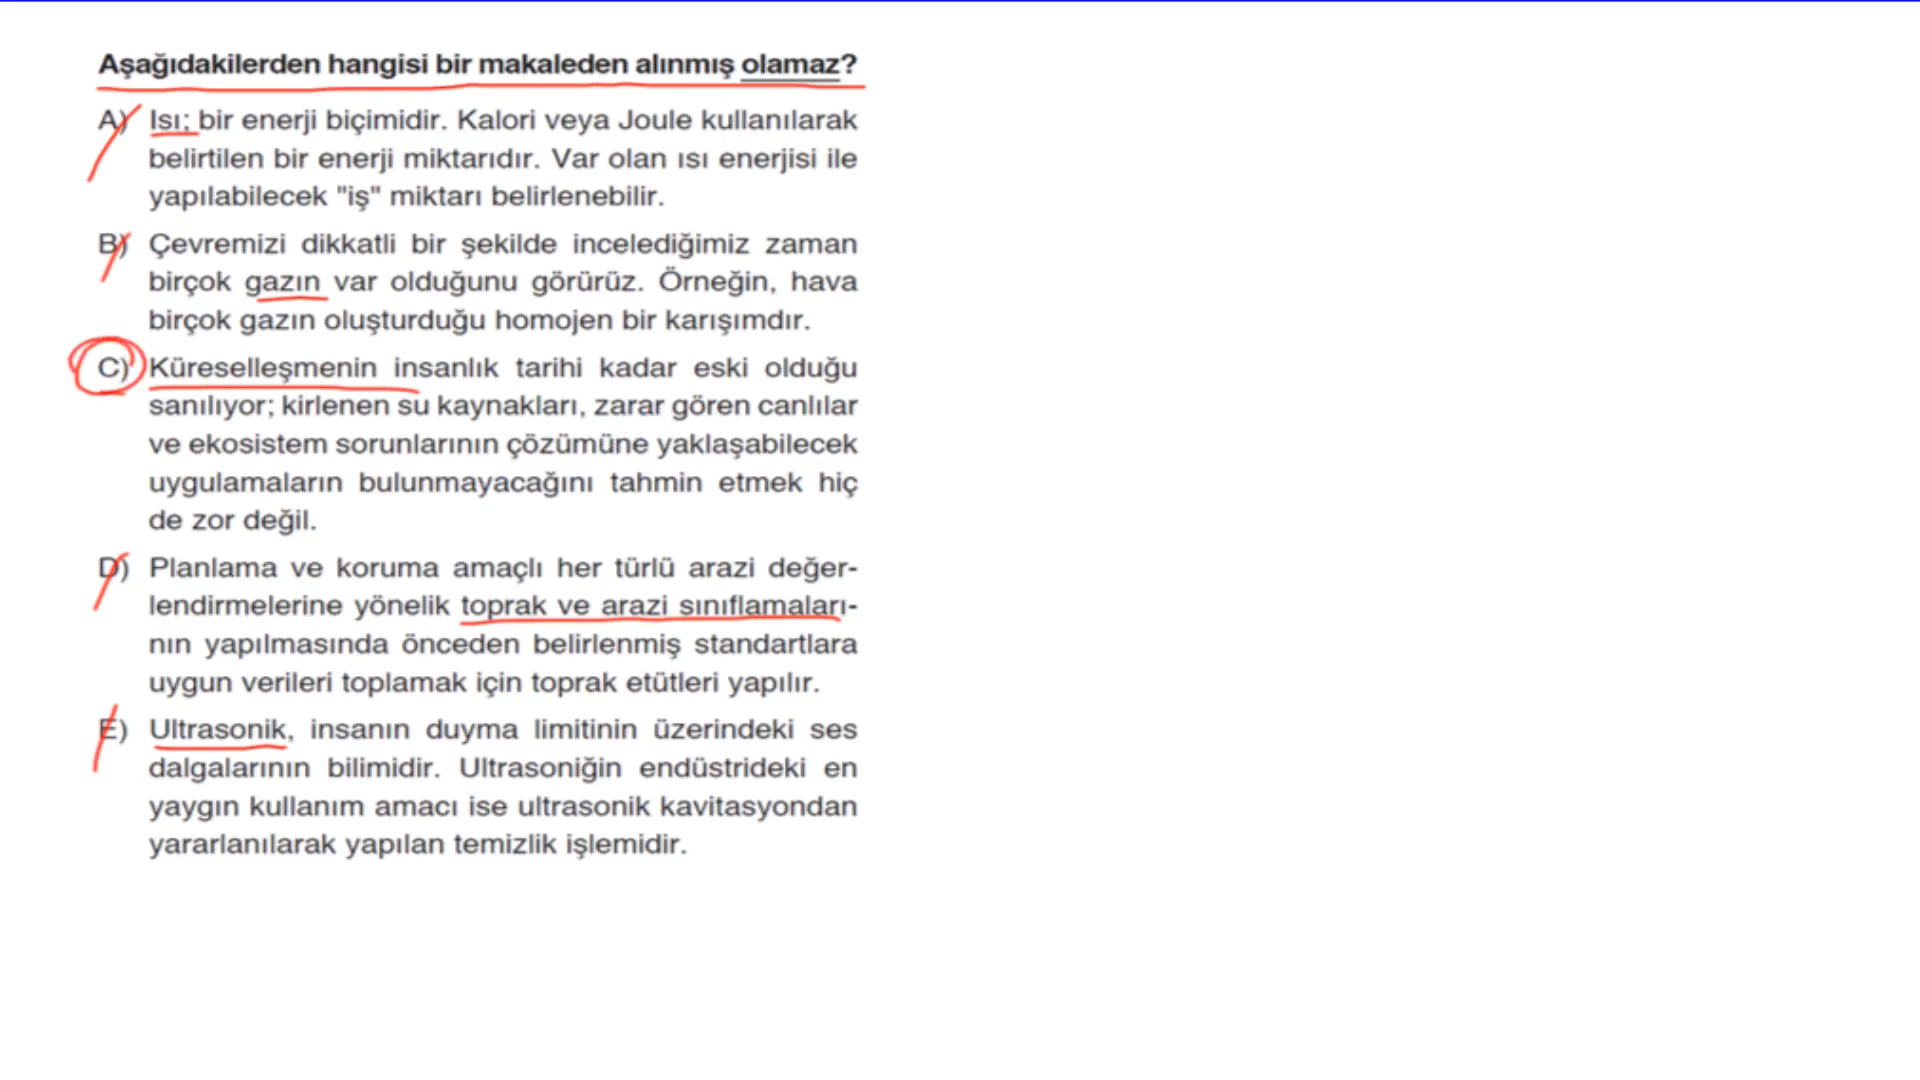 Aşağıdakilerden hangisi bir makaleden alınmış olamaz?
A) Isı; bir enerji biçimidir. Kalori veya Joule kullanılarak
belirtilen bir enerji miktarıdır. Var olan ısı enerjisi ile
yapılabilecek "iş" miktarı belirlenebilir.
B) Çevremizi dikkatli bir şekilde incelediğimiz zaman
birçok gazın var olduğunu görürüz. Örneğin, hava
birçok gazın oluşturduğu homojen bir karışımdır.
C) Küreselleşmenin insanlık tarihi kadar eski olduğu
sanılıyor; kirlenen su kaynakları, zarar gören canlılar
ve ekosistem sorunlarının çözümüne yaklaşabilecek
uygulamaların bulunmayacağını tahmin etmek hiç
de zor değil.
D) Planlama ve koruma amaçlı her türlü arazi değer-
lendirmelerine yönelik toprak ve arazi sınıflamaları-
nın yapılmasında önceden belirlenmiş standartlara
uygun verileri toplamak için toprak etütleri yapılır.
E) Ultrasonik, insanın duyma limitinin üzerindeki ses
dalgalarının bilimidir. Ultrasoniğin endüstrideki en
yaygın kullanım amacı ise ultrasonik kavitasyondan
yararlanılarak yapılan temizlik işlemidir.